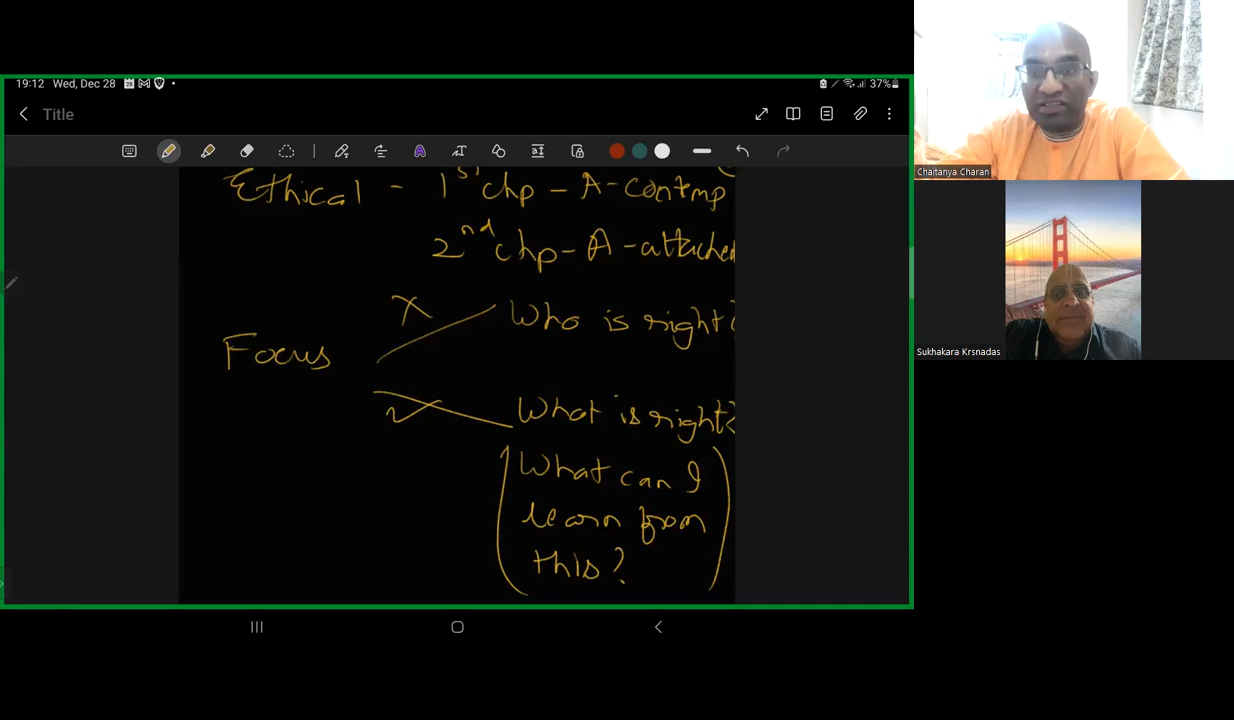 19:12 Wed, Dec 28
37%
Title
Ethical - 1st chp - A-contemp
2nd chp - A - attached
Focus
X
Who is right?
What is right?
(What can I
learn from
this?)
Chaitanya Charan
Sukhakara Krsnadas